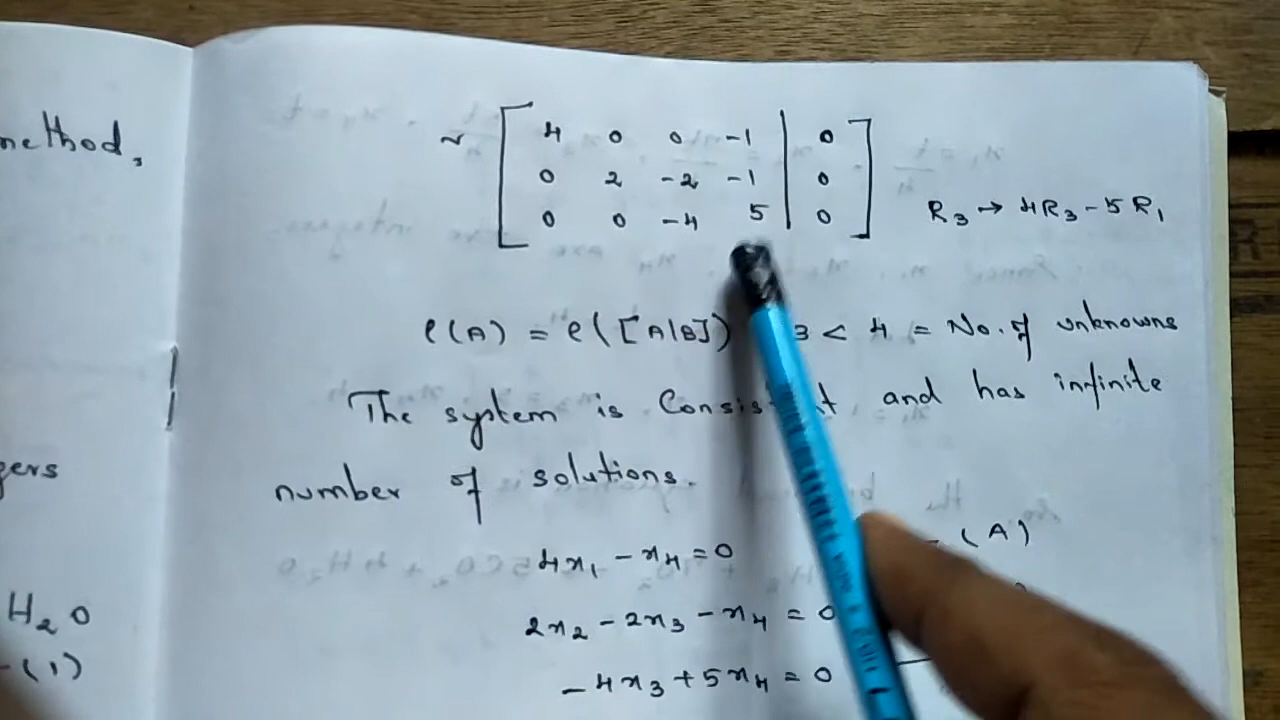 method,
gers
H₂O
-(1)
~ [ 4 0 0 -1 | 0 ]
0 2 -2 -1 | 0
0 0 -4 5 | 0 R₃ → 4R₃ - 5R₁
ρ(A) = ρ([A|B]) 3 < 4 = No. of unknowns
The system is Consistent and has infinite
number of solutions.
(A)
4x₁ - x₄ = 0
2x₂ - 2x₃ - x₄ = 0
-4x₃ + 5x₄ = 0